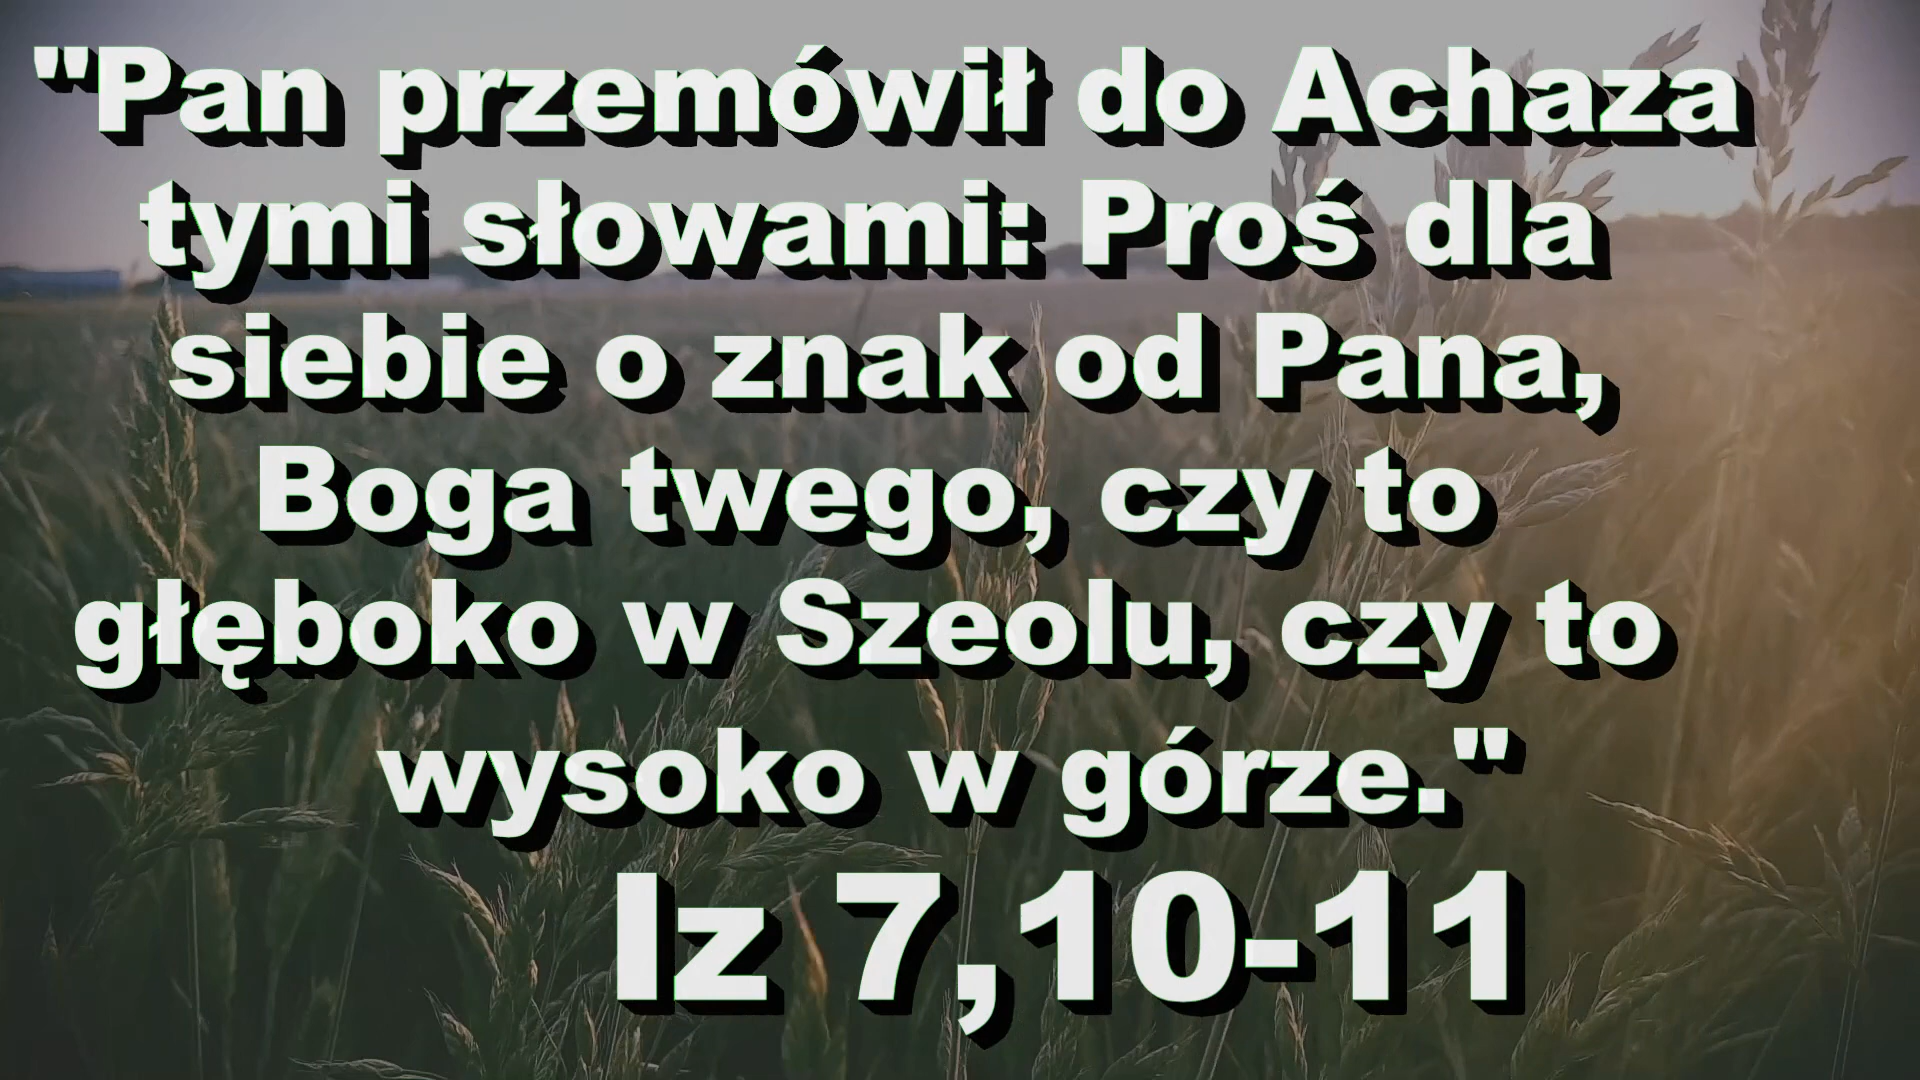 "Pan przemówił do Achaza
tymi słowami: Proś dla
siebie o znak od Pana,
Boga twego, czy to
głęboko w Szeolu, czy to
wysoko w górze."
Iz 7,10-11